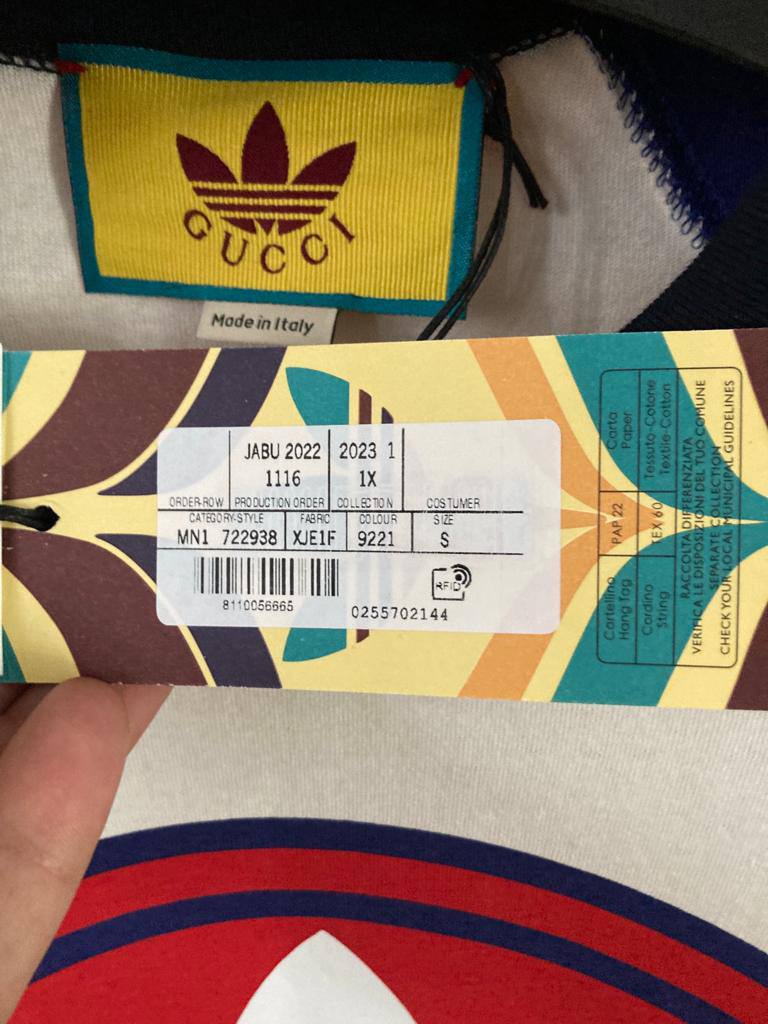 GUCCI
Made in Italy
JABU 2022 2023 1
1116 1X
ORDER-ROW PRODUCTION ORDER COLLECTION COSTUMER
CATEGORY-STYLE FABRIC COLOUR SIZE
MN1 722938 XJE1F 9221 S
RFID
8110056665
0255702144
Cartellino
Hang Tag
PAP 22
Carta
Paper
Cordino
String
TEX 60
Tessuto-Cotone
Textile-Cotton
RACCOLTA DIFFERENZIATA
VERIFICA LE DISPOSIZIONI DEL TUO COMUNE
SEPARATE COLLECTION
CHECK YOUR LOCAL MUNICIPAL GUIDELINES